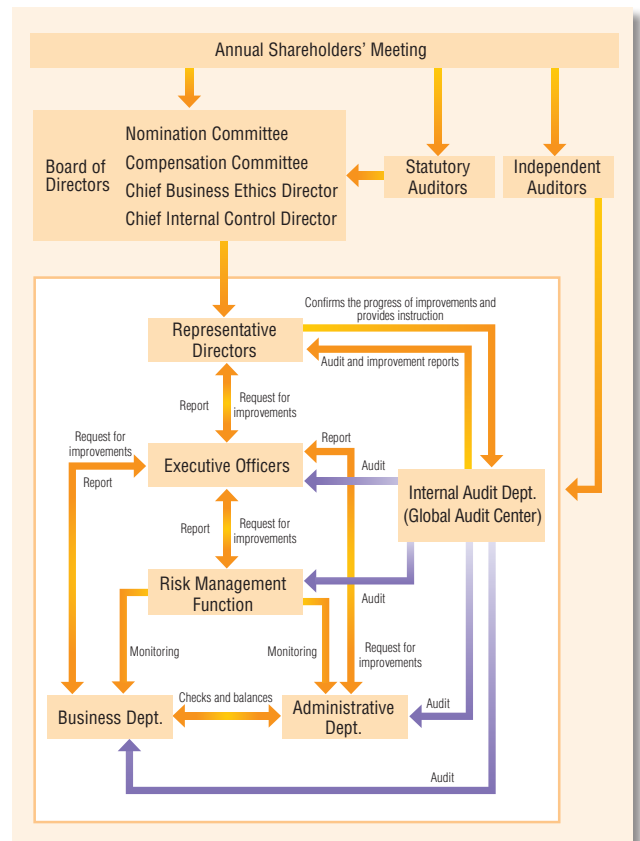 Annual Shareholders' Meeting
Board of
Directors
Nomination Committee
Compensation Committee
Chief Business Ethics Director
Chief Internal Control Director
Statutory
Auditors
Independent
Auditors
Confirms the progress of improvements and
provides instruction
Representative
Directors
Audit and improvement reports
Report
Request for
improvements
Request for
improvements
Report
Executive Officers
Report
Audit
Internal Audit Dept.
(Global Audit Center)
Report
Request for
improvements
Risk Management
Function
Audit
Monitoring
Monitoring
Request for
improvements
Checks and balances
Business Dept.
Administrative
Dept.
Audit
Audit